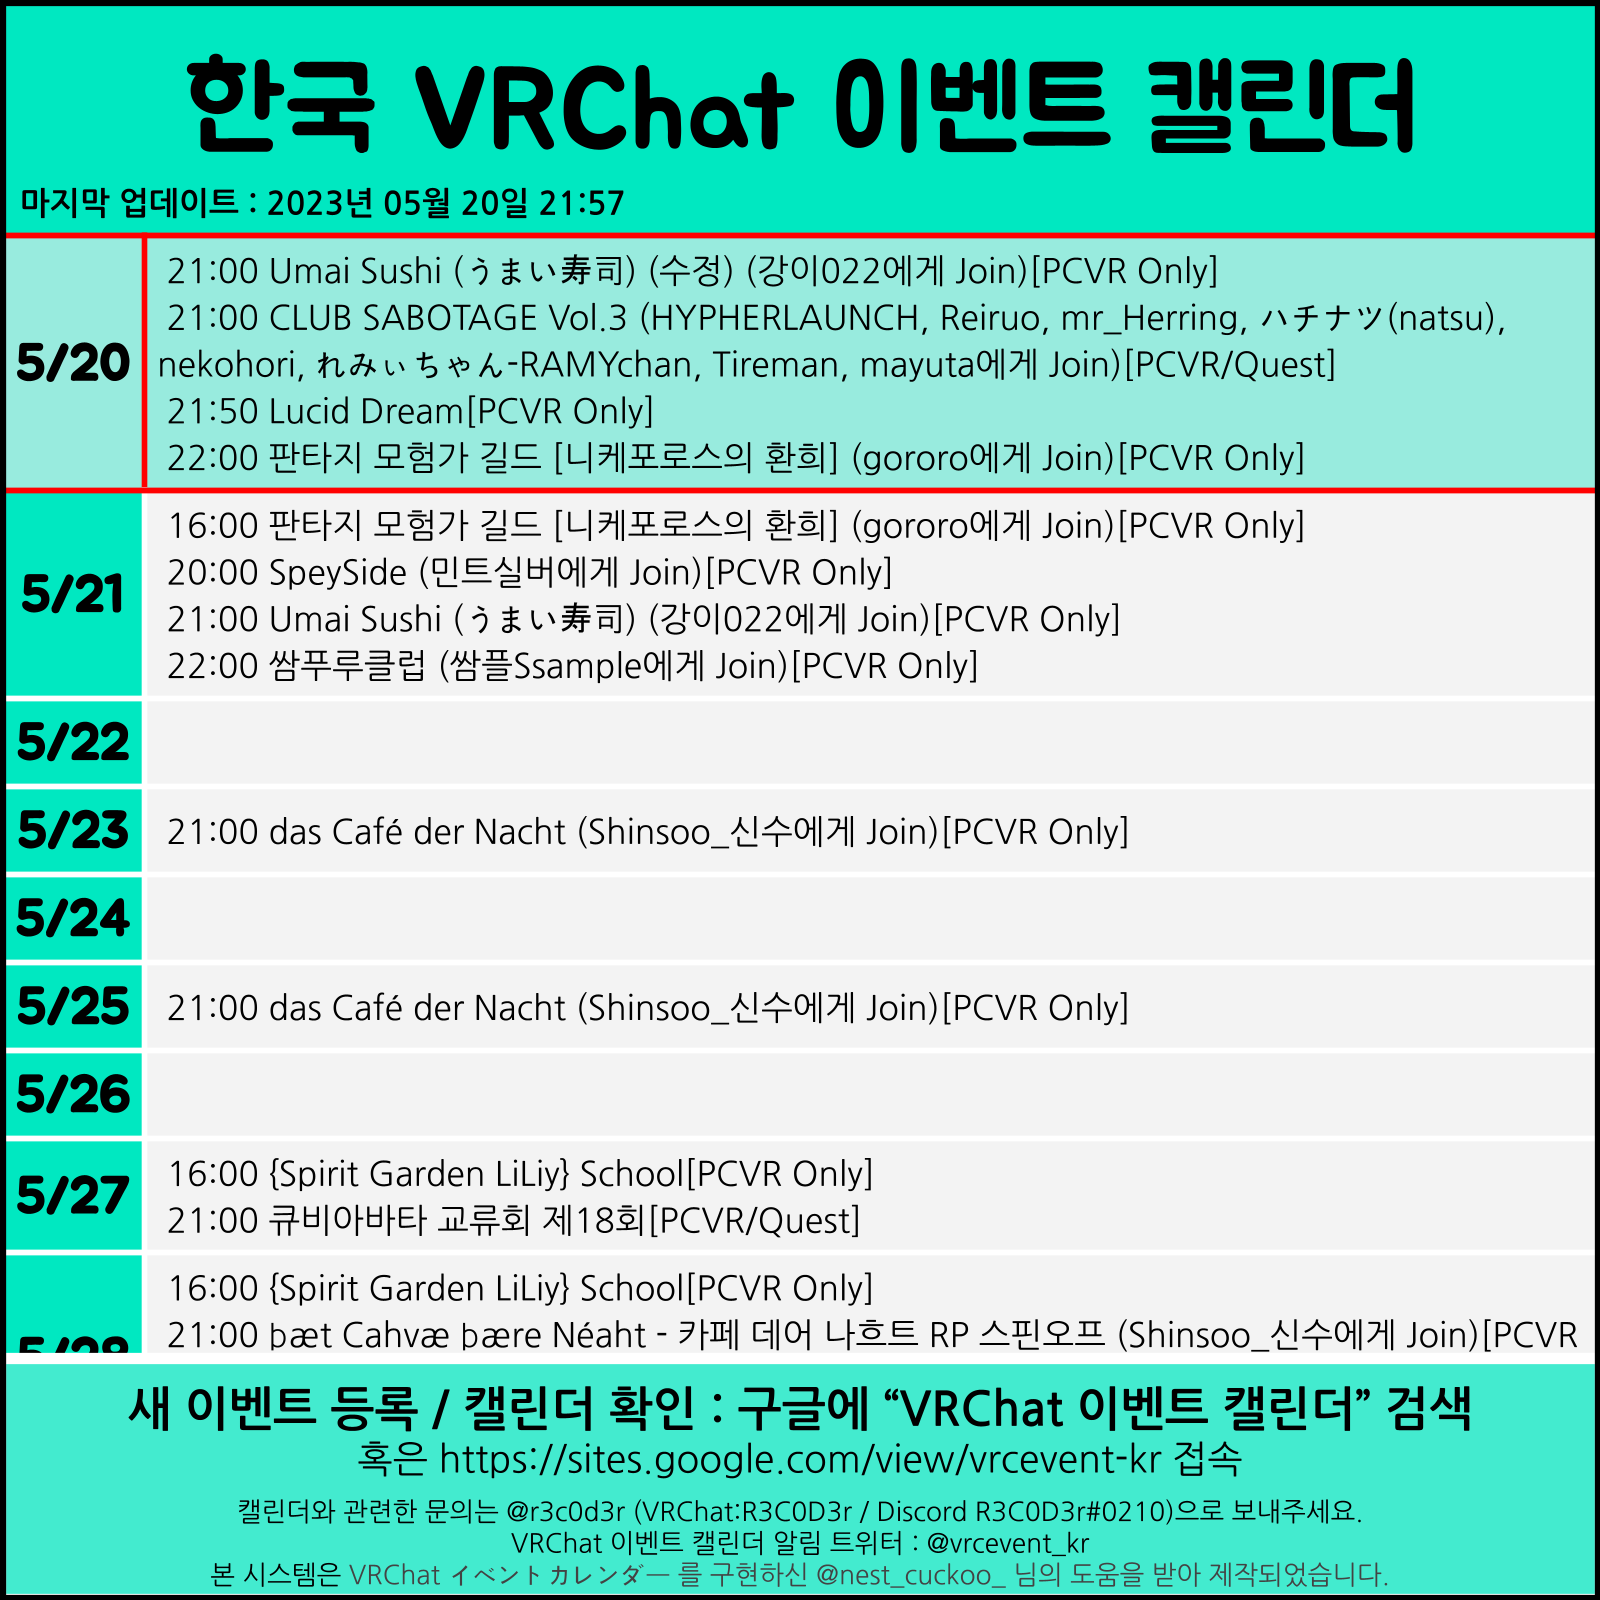 한국 VRChat 이벤트 캘린더
마지막 업데이트 : 2023년 05월 20일 21:57
5/20
21:00 Umai Sushi (うまい寿司) (수정) (강이022에게 Join)[PCVR Only]
21:00 CLUB SABOTAGE Vol.3 (HYPHERLAUNCH, Reiruo, mr_Herring, ハチナツ(natsu),
nekohori, れみぃちゃん-RAMYchan, Tireman, mayuta에게 Join)[PCVR/Quest]
21:50 Lucid Dream[PCVR Only]
22:00 판타지 모험가 길드 [니케포로스의 환희] (gororo에게 Join)[PCVR Only]
5/21
16:00 판타지 모험가 길드 [니케포로스의 환희] (gororo에게 Join)[PCVR Only]
20:00 SpeySide (민트실버에게 Join)[PCVR Only]
21:00 Umai Sushi (うまい寿司) (강이022에게 Join)[PCVR Only]
22:00 쌈푸루클럽 (쌈플Ssample에게 Join)[PCVR Only]
5/22
5/23
21:00 das Café der Nacht (Shinsoo_신수에게 Join)[PCVR Only]
5/24
5/25
21:00 das Café der Nacht (Shinsoo_신수에게 Join)[PCVR Only]
5/26
5/27
16:00 {Spirit Garden LiLiy} School[PCVR Only]
21:00 큐비아바타 교류회 제18회[PCVR/Quest]
5/28
16:00 {Spirit Garden LiLiy} School[PCVR Only]
21:00 þæt Cahvæ þære Néaht - 카페 데어 나흐트 RP 스핀오프 (Shinsoo_신수에게 Join)[PCVR
새 이벤트 등록 / 캘린더 확인 : 구글에 “VRChat 이벤트 캘린더” 검색
혹은 https://sites.google.com/view/vrcevent-kr 접속
캘린더와 관련한 문의는 @r3c0d3r (VRChat:R3C0D3r / Discord R3C0D3r#0210)으로 보내주세요.
VRChat 이벤트 캘린더 알림 트위터 : @vrcevent_kr
본 시스템은 VRChat イベントカレンダー 를 구현하신 @nest_cuckoo_ 님의 도움을 받아 제작되었습니다.